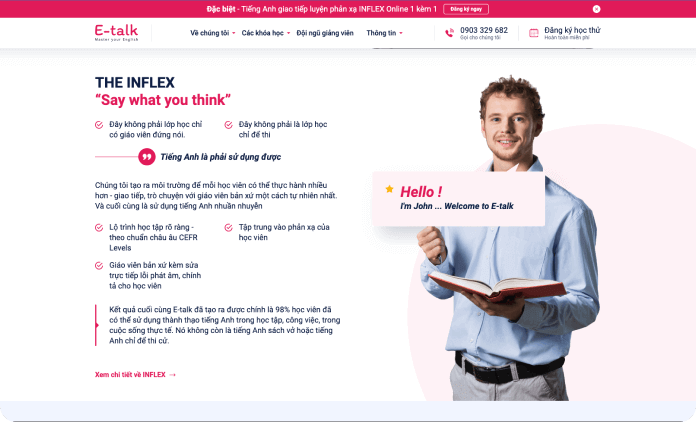 Đặc biệt - Tiếng Anh giao tiếp luyện phản xạ INFLEX Online 1 kèm 1
Đăng ký ngay
E-talk
Master your English
Về chúng tôi
Các khóa học
Đội ngũ giảng viên
Thông tin
0903 329 682
Gọi cho chúng tôi
Đăng ký học thử
Hoàn toàn miễn phí
THE INFLEX
“Say what you think”
Đây không phải lớp học chỉ
có giáo viên đứng nói.
Đây không phải là lớp học
chỉ để thi
Tiếng Anh là phải sử dụng được
Chúng tôi tạo ra môi trường để mỗi học viên có thể thực hành nhiều
hơn - giao tiếp, trò chuyện với giáo viên bản xứ một cách tự nhiên nhất.
Và cuối cùng là sử dụng tiếng Anh nhuần nhuyễn
Lộ trình học tập rõ ràng -
theo chuẩn châu âu CEFR
Levels
Tập trung vào phản xạ của
học viên
Giáo viên bản xứ kèm sửa
trực tiếp lỗi phát âm, chính
tả cho học viên
Kết quả cuối cùng E-talk đã tạo ra được chính là 98% học viên đã
có thể sử dụng thành thạo tiếng Anh trong học tập, công việc, trong
cuộc sống thực tế. Nó không còn là tiếng Anh sách vở hoặc tiếng
Anh chỉ để thi cử.
Xem chi tiết về INFLEX →
Hello !
I'm John ... Welcome to E-talk